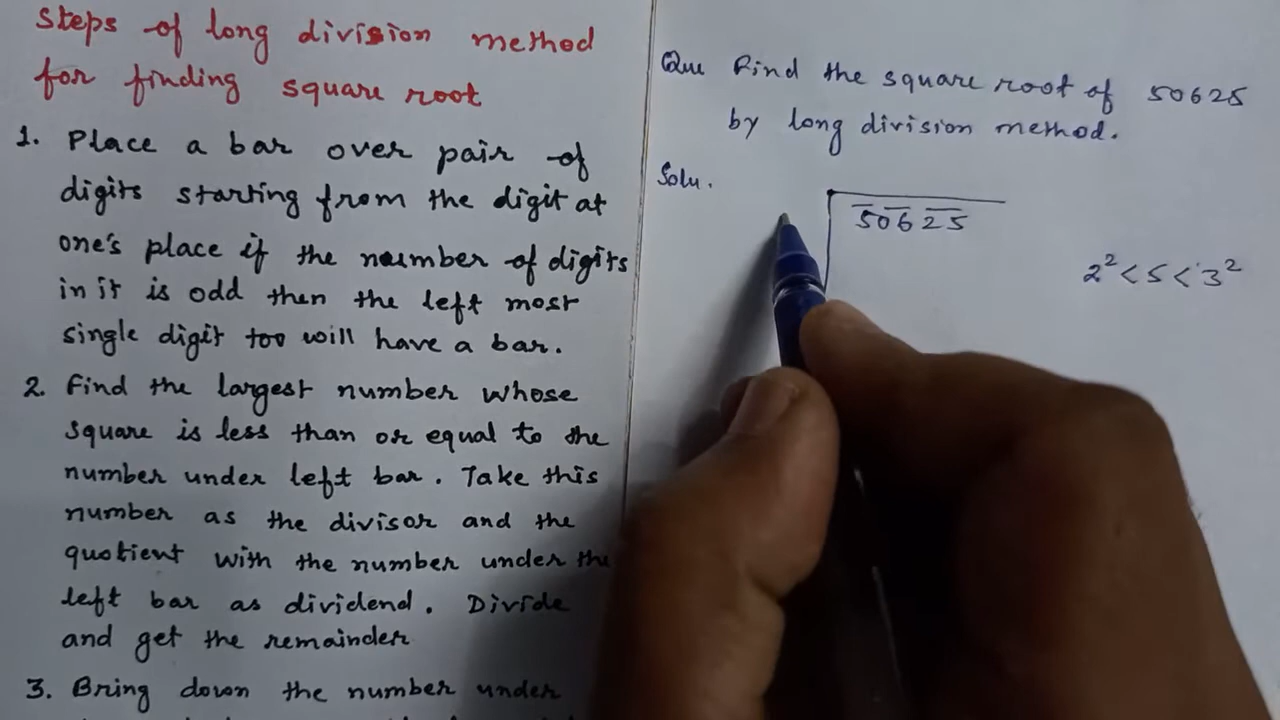 Steps of long division method
for finding square root
1. Place a bar over pair of
digits starting from the digit at
one's place if the number of digits
in it is odd then the left most
single digit too will have a bar.
2. Find the largest number whose
square is less than or equal to the
number under left bar. Take this
number as the divisor and the
quotient with the number under the
left bar as dividend. Divide
and get the remainder
3. Bring down the number under
Que Find the square root of 50625
by long division method.
Solu.
5̅ 0̅6̅ 2̅5̅
2² < 5 < 3²